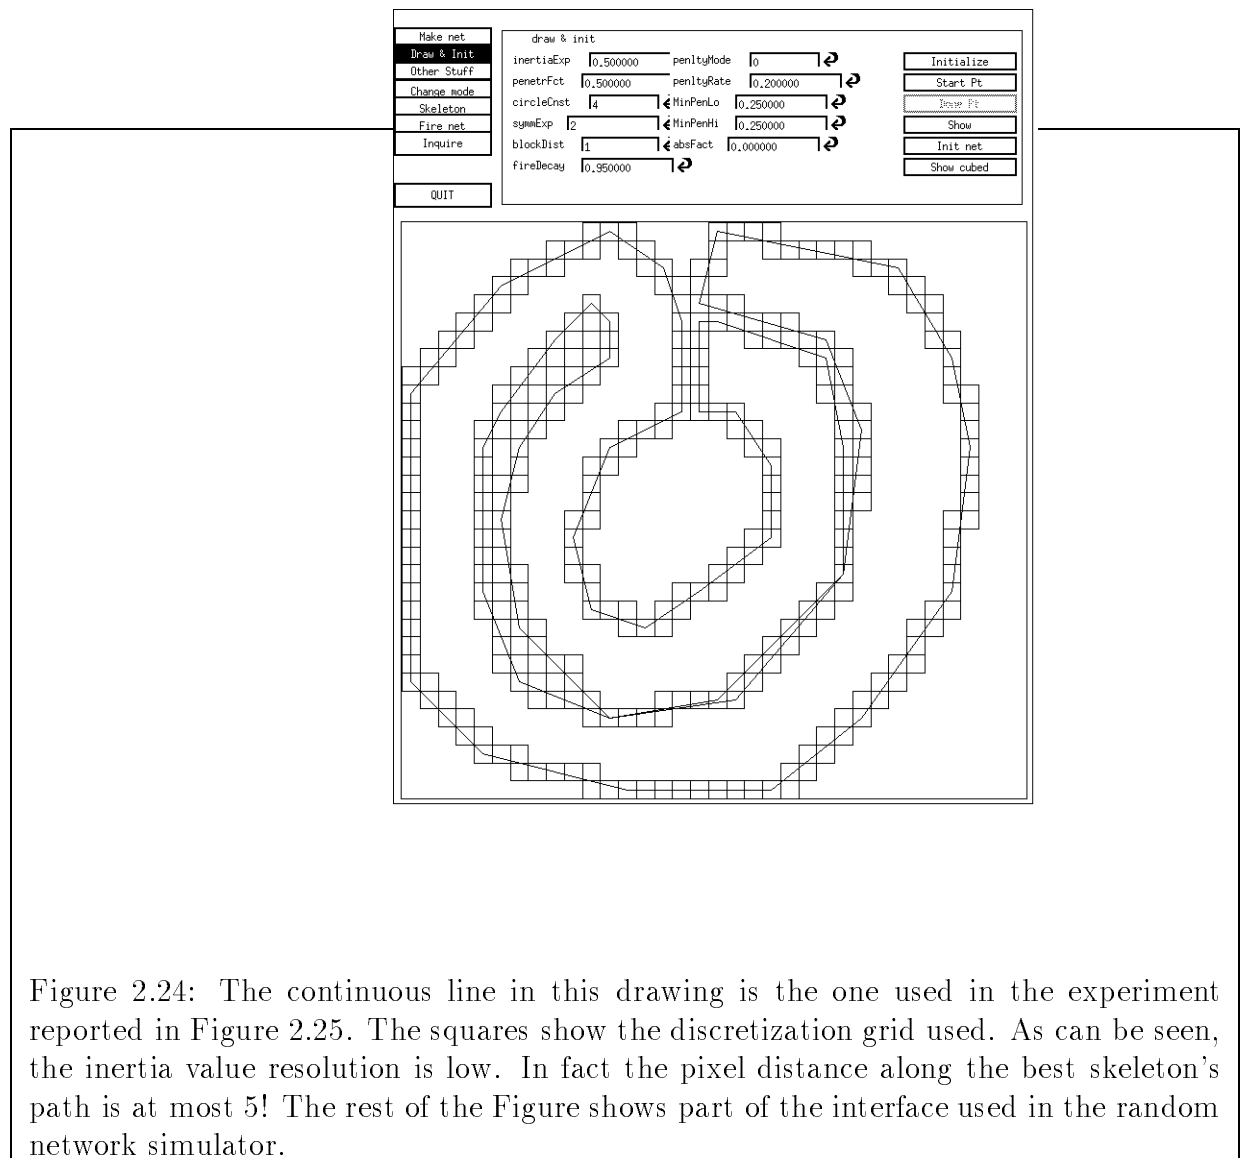 Make net
Draw & Init
Other Stuff
Change mode
Skeleton
Fire net
Inquire
QUIT
draw & init
inertiaExp 0.500000 penltyMode 0
penetrFct 0.500000 penltyRate 0.200000
circleCnst 4 MinPenLo 0.250000
symmExp 2 MinPenHi 0.250000
blockDist 1 absFact 0.000000
fireDecay 0.950000
Initialize
Start Pt
Done Pt
Show
Init net
Show cubed
Figure 2.24: The continuous line in this drawing is the one used in the experiment
reported in Figure 2.25. The squares show the discretization grid used. As can be seen,
the inertia value resolution is low. In fact the pixel distance along the best skeleton's
path is at most 5! The rest of the Figure shows part of the interface used in the random
network simulator.